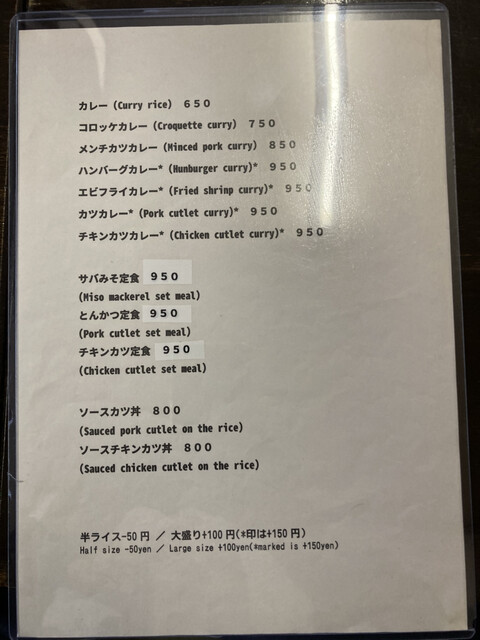 カレー (Curry rice) 650
コロッケカレー (Croquette curry) 750
メンチカツカレー (Minced pork curry) 850
ハンバーグカレー* (Hunburger curry)* 950
エビフライカレー* (Fried shrinp curry)* 950
カツカレー* (Pork cutlet curry)* 950
チキンカツカレー* (Chicken cutlet curry)* 950
サバみそ定食 950
(Miso mackerel set meal)
とんかつ定食 950
(Pork cutlet set meal)
チキンカツ定食 950
(Chicken cutlet set meal)
ソースカツ丼 800
(Sauced pork cutlet on the rice)
ソースチキンカツ丼 800
(Sauced chicken cutlet on the rice)
半ライス-50円 / 大盛り+100円(*印は+150円)
Half size -50yen / Large size +100yen(*marked is +150yen)